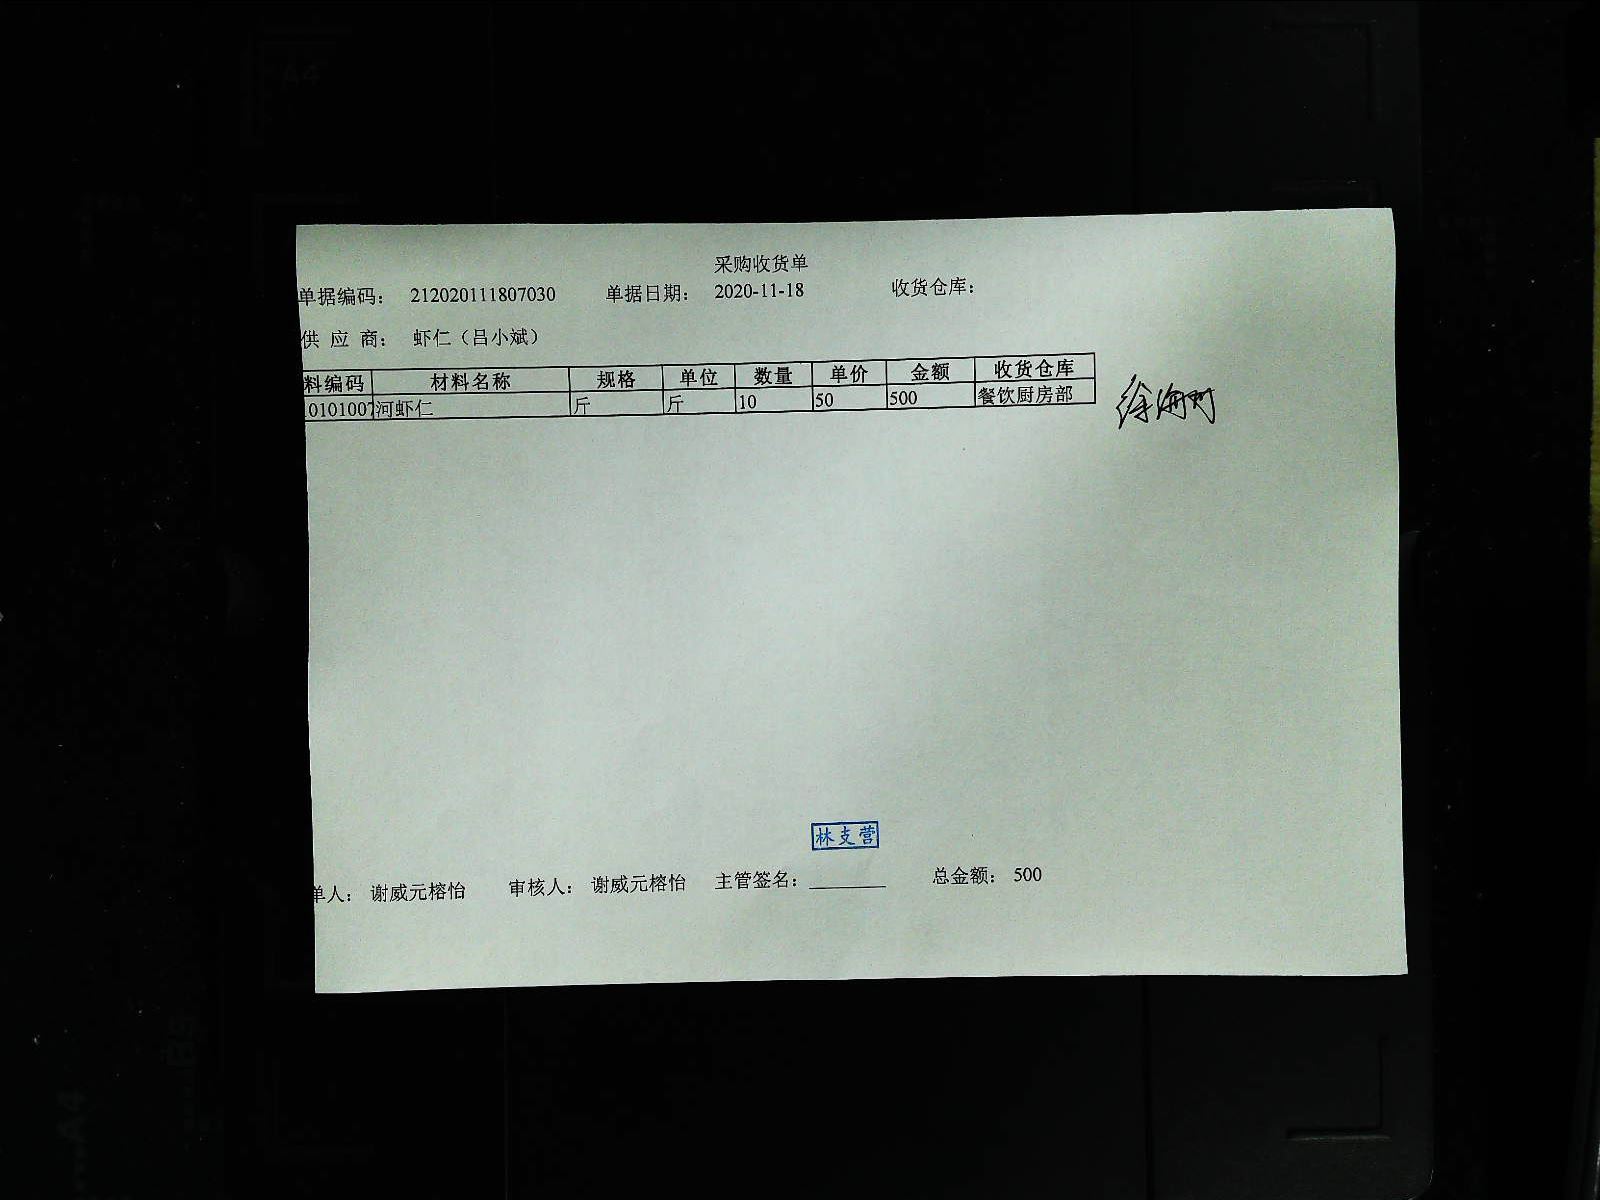 采购收货单
单据编码： 212020111807030 单据日期： 2020-11-18 收货仓库：
供 应 商： 虾仁（吕小斌）
料编码 材料名称 规格 单位 数量 单价 金额 收货仓库
0101007 河虾仁 斤 斤 10 50 500 餐饮厨房部
林支营
单人： 谢威元榕怡 审核人： 谢威元榕怡 主管签名：________ 总金额： 500